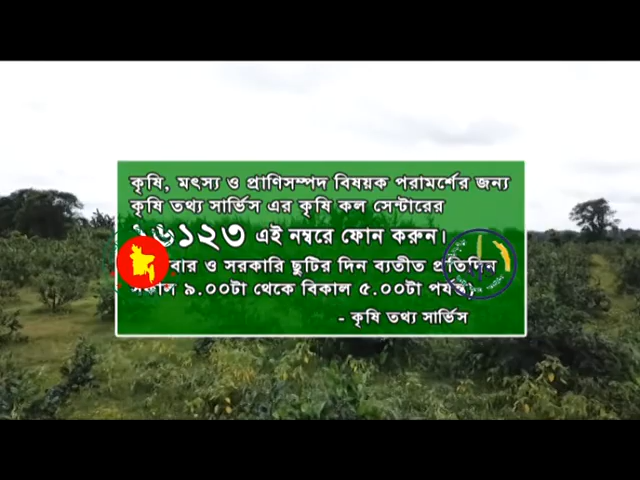 কৃষি, মৎস্য ও প্রাণিসম্পদ বিষয়ক পরামর্শের জন্য
কৃষি তথ্য সার্ভিস এর কৃষি কল সেন্টারের
১৬১২৩ এই নম্বরে ফোন করুন।
ও সরকারি ছুটির দিন ব্যতীত প্রতিদিন
সকাল ৯.০০টা থেকে বিকাল ৫.০০টা পর্যন্ত
- কৃষি তথ্য সার্ভিস